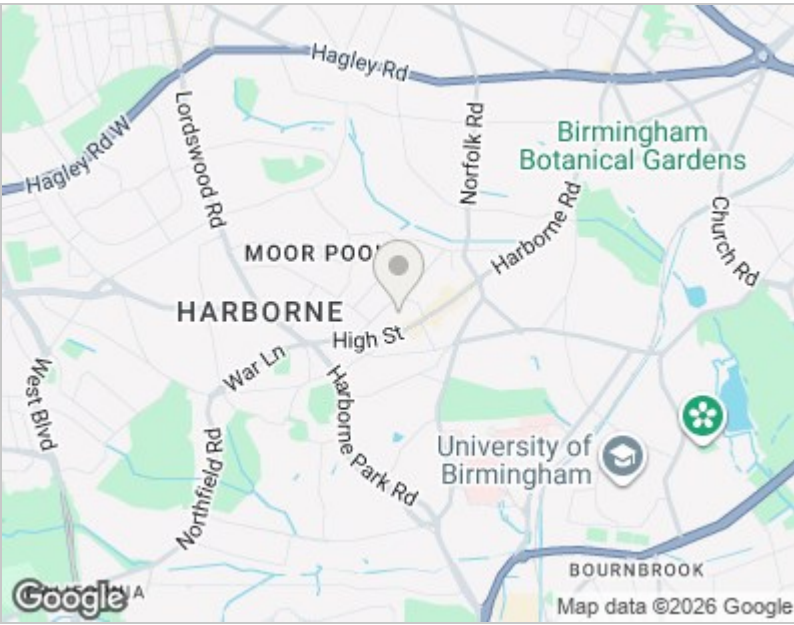 Hagley Rd
Lordswood Rd
Norfolk Rd
Birmingham
Botanical Gardens
Hagley Rd W
Church Rd
Harborne Rd
MOOR POOL
HARBORNE
High St
War Ln
West Blvd
Harborne Park Rd
Northfield Rd
University of
Birmingham
BOURNBROOK
Google
Map data ©2026 Google